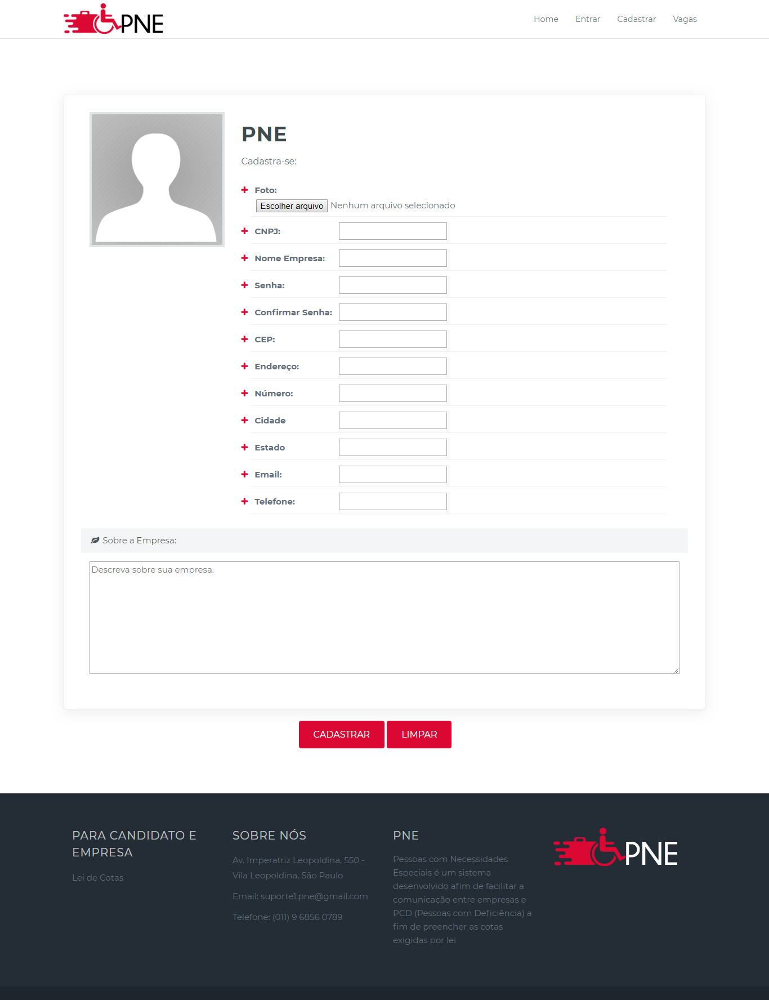 PNE
Home Entrar Cadastrar Vagas
PNE
Cadastra-se:
Foto:
Escolher arquivo Nenhum arquivo selecionado
CNPJ:
Nome Empresa:
Senha:
Confirmar Senha:
CEP:
Endereço:
Número:
Cidade
Estado
Email:
Telefone:
Sobre a Empresa:
Descreva sobre sua empresa.
CADASTRAR LIMPAR
PARA CANDIDATO E
EMPRESA
Lei de Cotas
SOBRE NÓS
Av. Imperatriz Leopoldina, 550 -
Vila Leopoldina, São Paulo
Email: suporte1.pne@gmail.com
Telefone: (011) 9 6856 0789
PNE
Pessoas com Necessidades
Especiais é um sistema
desenvolvido afim de facilitar a
comunicação entre empresas e
PCD (Pessoas com Deficiência) a
fim de preencher as cotas
exigidas por lei
PNE